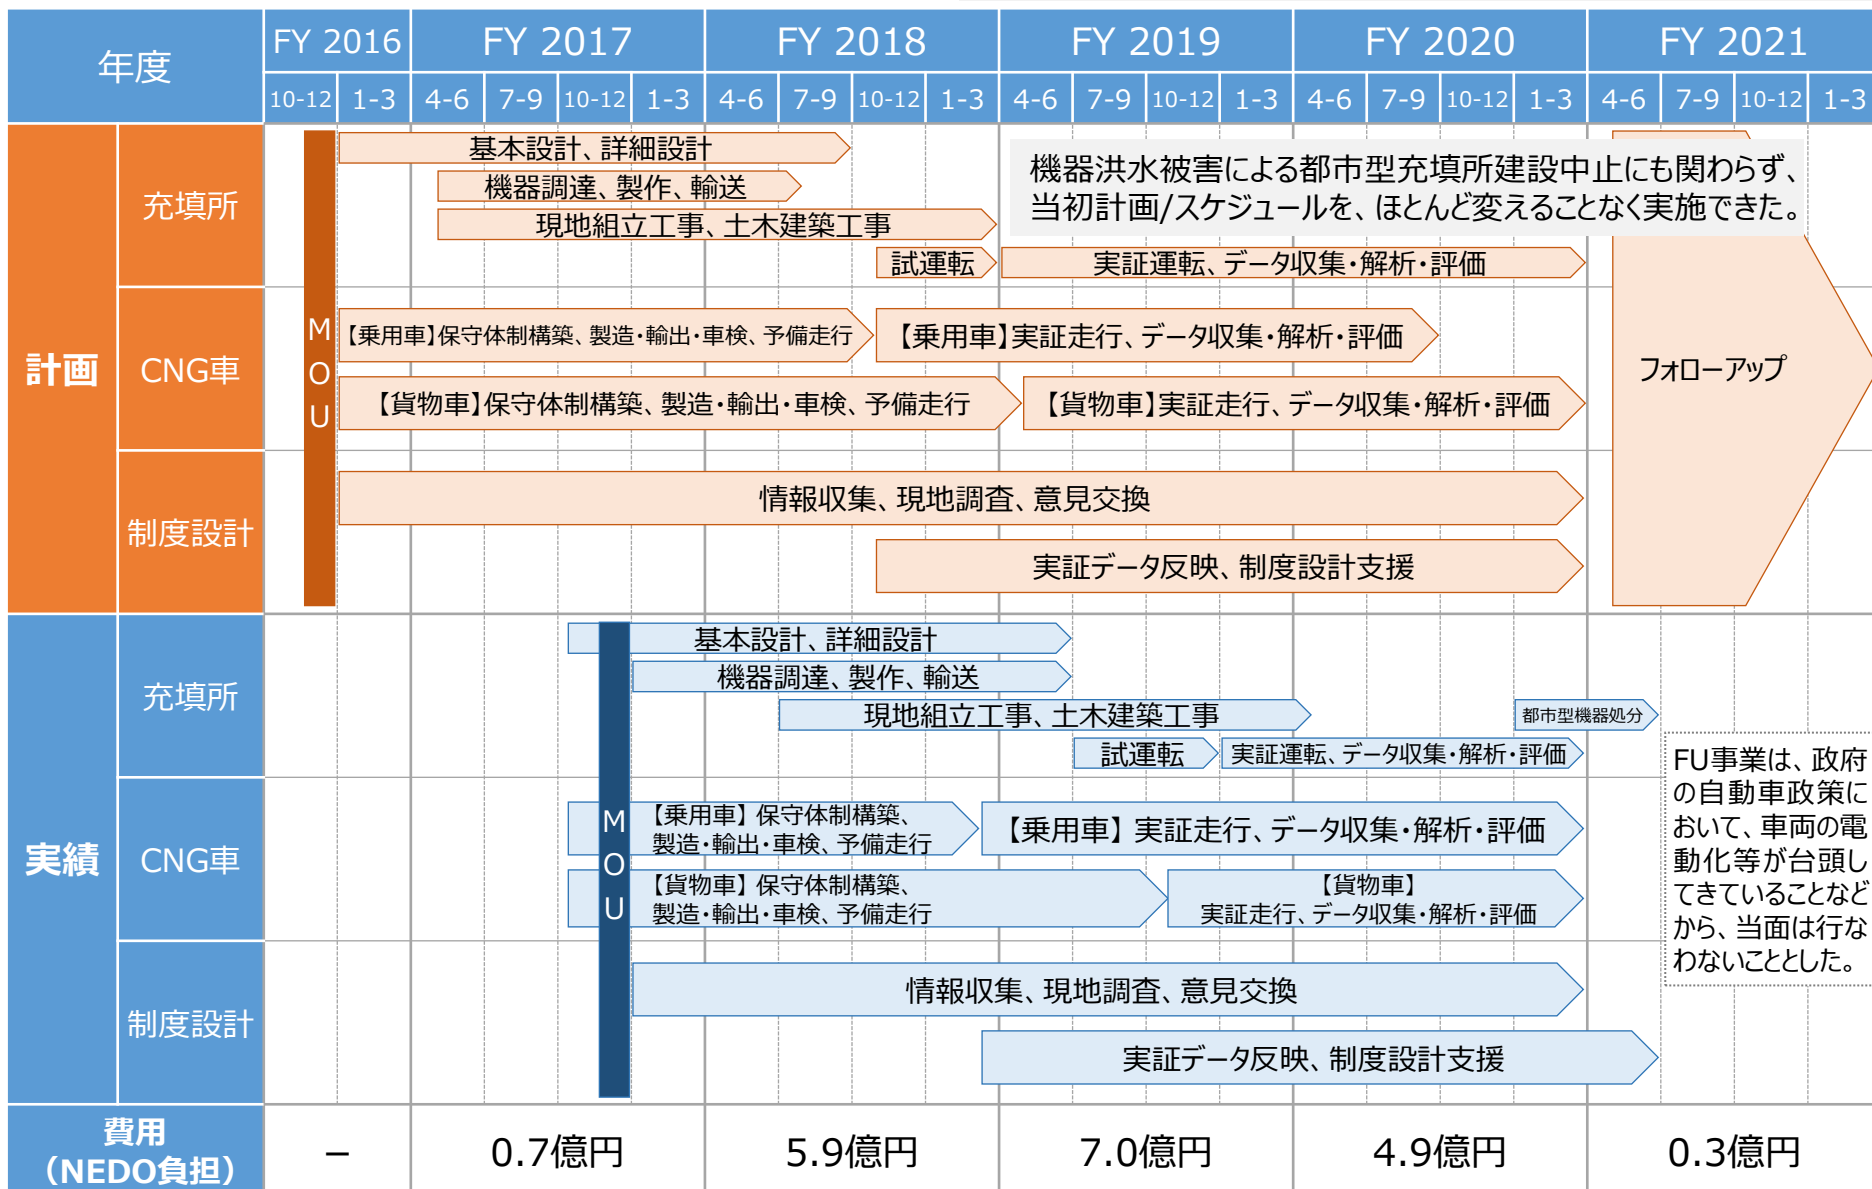 年度
FY 2016
FY 2017
FY 2018
FY 2019
FY 2020
FY 2021
10-12 1-3 4-6 7-9 10-12 1-3 4-6 7-9 10-12 1-3 4-6 7-9 10-12 1-3 4-6 7-9 10-12 1-3 4-6 7-9 10-12 1-3
計画
MOU
充填所
基本設計、詳細設計
機器調達、製作、輸送
現地組立工事、土木建築工事
試運転
実証運転、データ収集・解析・評価
機器洪水被害による都市型充填所建設中止にも関わらず、
当初計画/スケジュールを、ほとんど変えることなく実施できた。
CNG車
【乗用車】保守体制構築、製造・輸出・車検、予備走行
【乗用車】実証走行、データ収集・解析・評価
【貨物車】保守体制構築、製造・輸出・車検、予備走行
【貨物車】実証走行、データ収集・解析・評価
フォローアップ
制度設計
情報収集、現地調査、意見交換
実証データ反映、制度設計支援
実績
MOU
充填所
基本設計、詳細設計
機器調達、製作、輸送
現地組立工事、土木建築工事
都市型機器処分
試運転
実証運転、データ収集・解析・評価
CNG車
【乗用車】保守体制構築、
製造・輸出・車検、予備走行
【乗用車】 実証走行、データ収集・解析・評価
【貨物車】保守体制構築、
製造・輸出・車検、予備走行
【貨物車】
実証走行、データ収集・解析・評価
FU事業は、政府
の自動車政策に
おいて、車両の電
動化等が台頭し
てきていることなど
から、当面は行な
わないこととした。
制度設計
情報収集、現地調査、意見交換
実証データ反映、制度設計支援
費用
（NEDO負担）
–
0.7億円
5.9億円
7.0億円
4.9億円
0.3億円